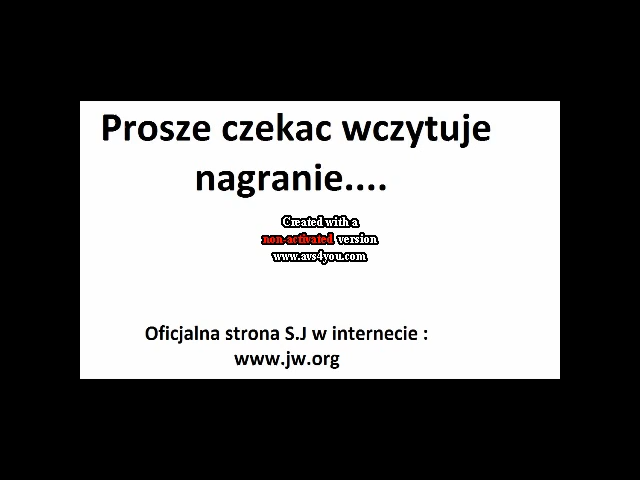 Prosze czekac wczytuje
nagranie....
Created with a
non-activated version
www.avs4you.com
Oficjalna strona S.J w internecie :
www.jw.org